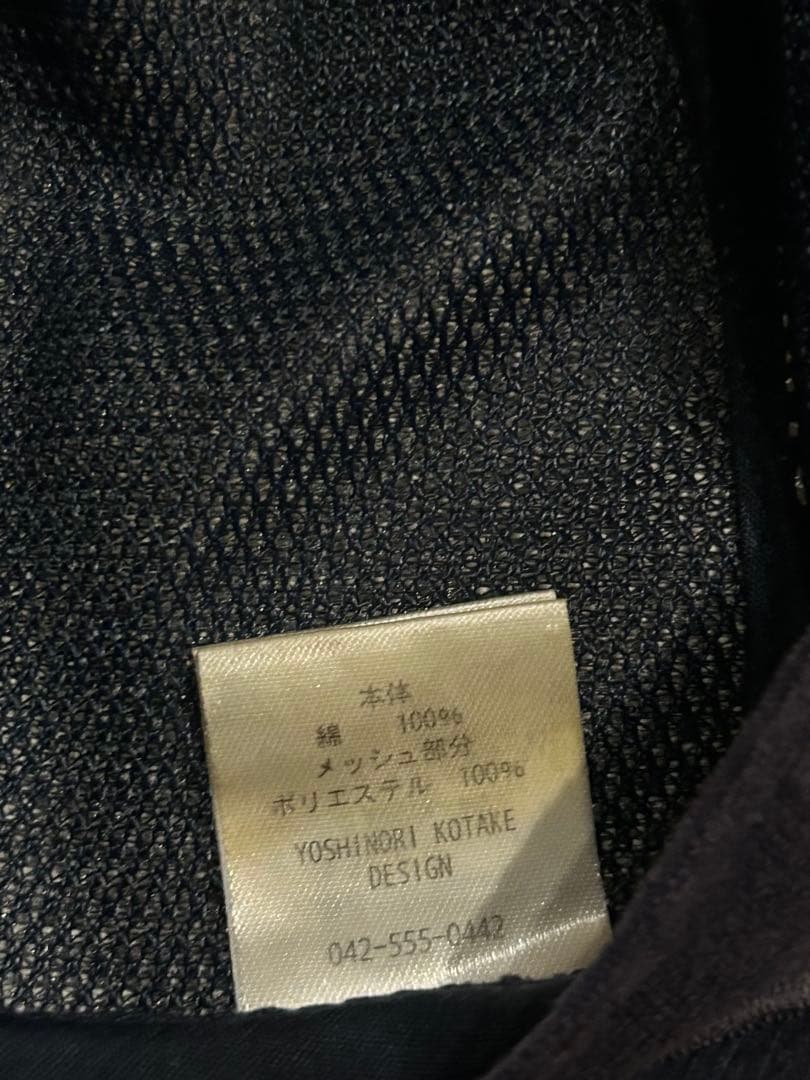 本体
綿 100%
メッシュ部分
ポリエステル 100%
YOSHINORI KOTAKE
DESIGN
042-555-0442